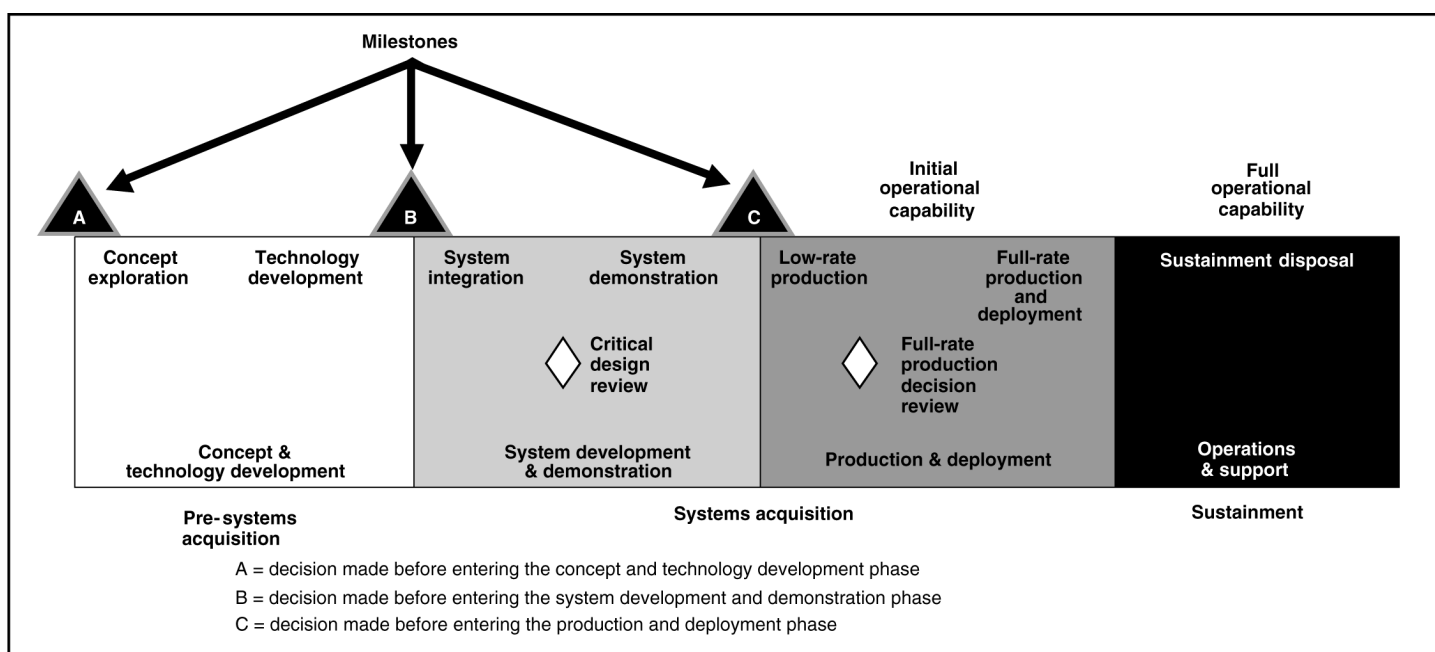 Milestones
Initial
operational
capability
Full
operational
capability
A
B
C
Concept
exploration
Technology
development
System
integration
System
demonstration
Low-rate
production
Full-rate
production
and
deployment
Sustainment disposal
Critical
design
review
Full-rate
production
decision
review
Concept &
technology development
System development
& demonstration
Production & deployment
Operations
& support
Pre-systems
acquisition
Systems acquisition
Sustainment
A = decision made before entering the concept and technology development phase
B = decision made before entering the system development and demonstration phase
C = decision made before entering the production and deployment phase